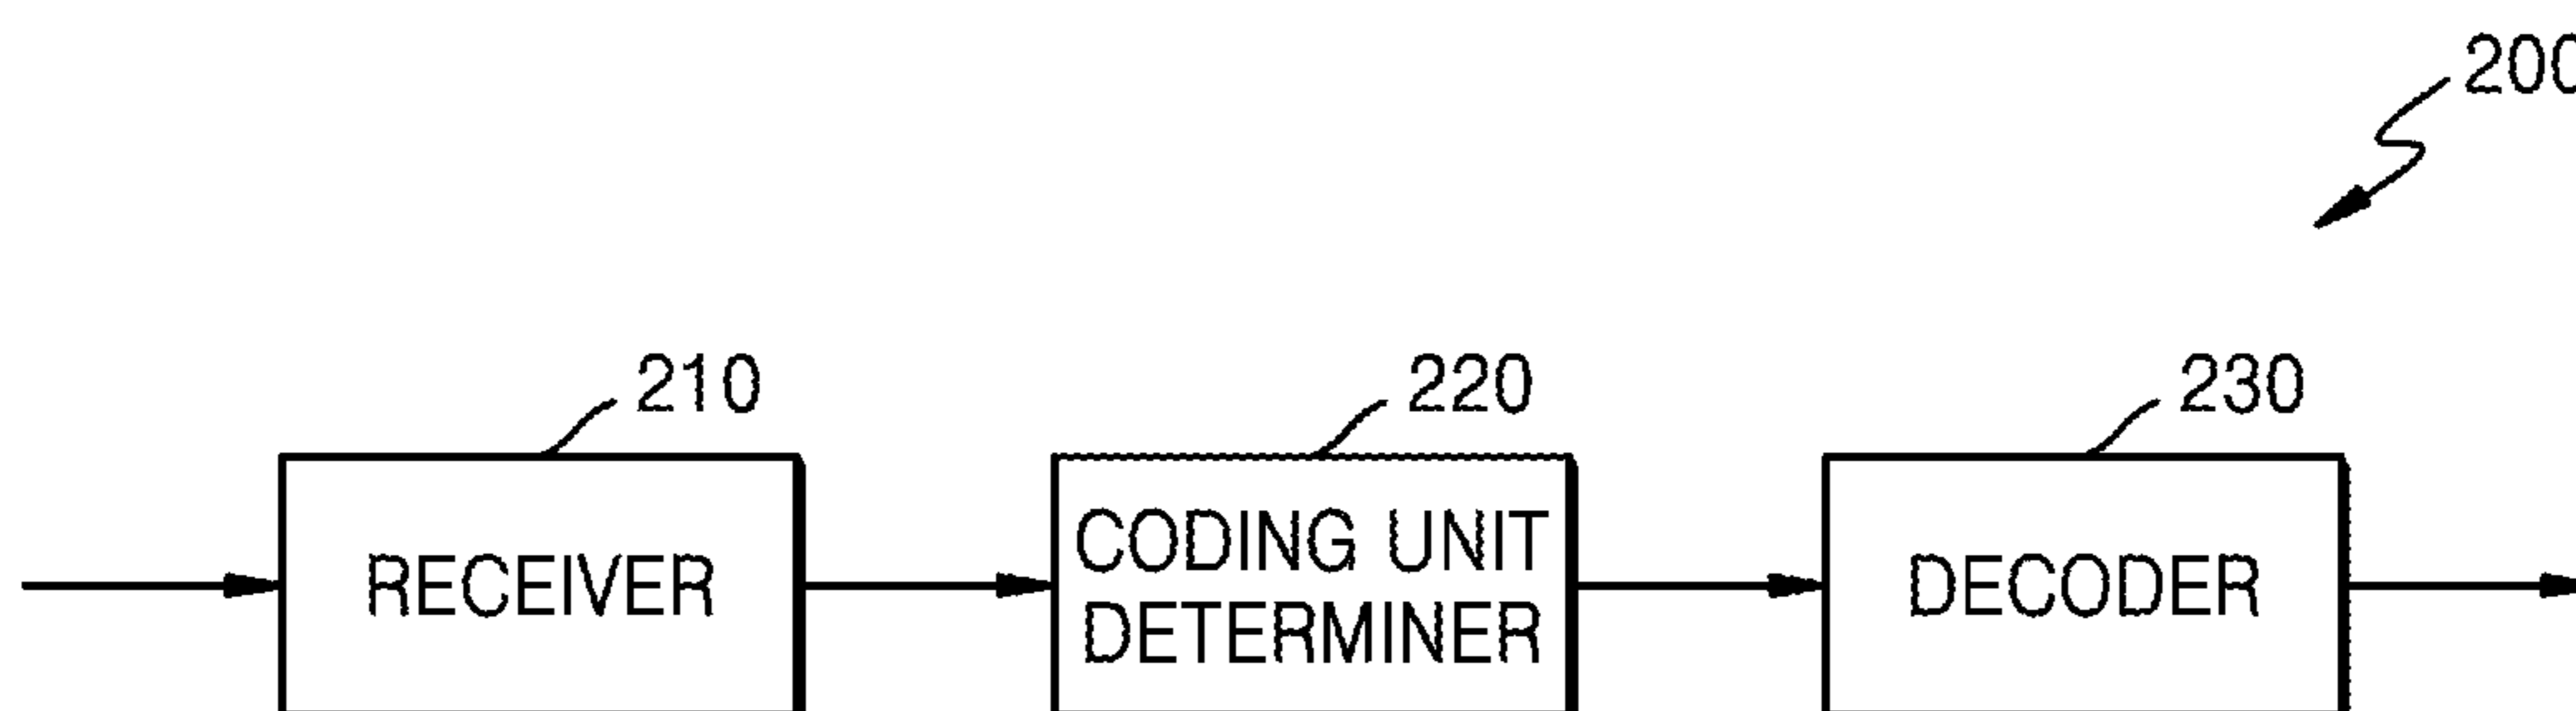 200
210
220
230
RECEIVER
CODING UNIT
DETERMINER
DECODER